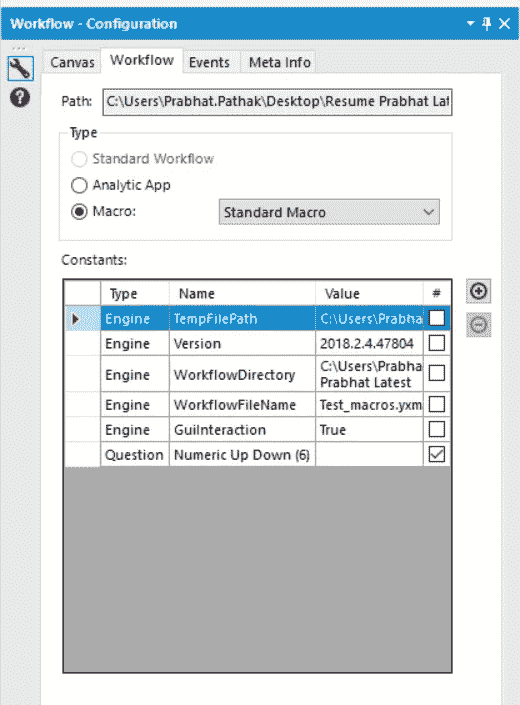 Workflow - Configuration
Canvas Workflow Events Meta Info
Path: C:\Users\Prabhat.Pathak\Desktop\Resume Prabhat Lat
Type
Standard Workflow
Analytic App
Macro: Standard Macro
Constants:
Type Name Value #
Engine TempFilePath C:\Users\Prabha
Engine Version 2018.2.4.47804
Engine WorkflowDirectory C:\Users\Prabha
Prabhat Latest
Engine WorkflowFileName Test_macros.yxm
Engine GuiInteraction True
Question Numeric Up Down (6)